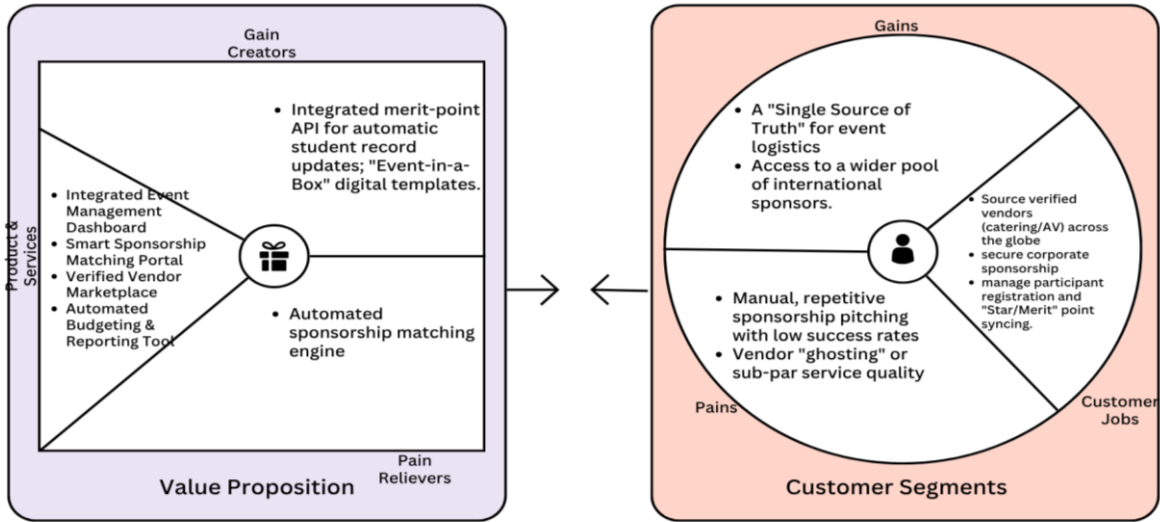 Gain
Creators
• Integrated merit-point
API for automatic
student record
updates; "Event-in-a-
Box" digital templates.
Product &
Services
• Integrated Event
Management
Dashboard
• Smart Sponsorship
Matching Portal
• Verified Vendor
Marketplace
• Automated
Budgeting &
Reporting Tool
• Automated
sponsorship matching
engine
Pain
Relievers
Value Proposition
Gains
• A "Single Source of
Truth" for event
logistics
• Access to a wider pool
of international
sponsors.
• Source verified
vendors
(catering/AV) across
the globe
• secure corporate
sponsorship
• manage participant
registration and
"Star/Merit" point
syncing.
• Manual, repetitive
sponsorship pitching
with low success rates
• Vendor "ghosting" or
sub-par service quality
Pains
Customer
Jobs
Customer Segments